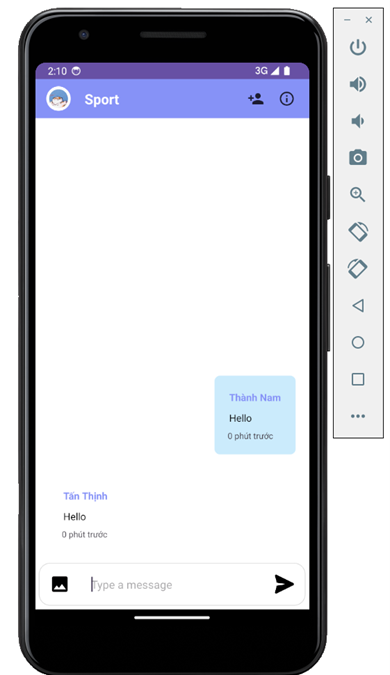 2:10 3G
Sport
Thành Nam
Hello
0 phút trước
Tấn Thịnh
Hello
0 phút trước
Type a message